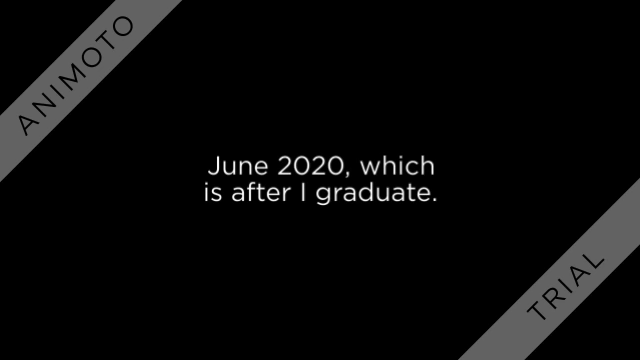 ANIMOTO
June 2020, which
is after I graduate.
TRIAL